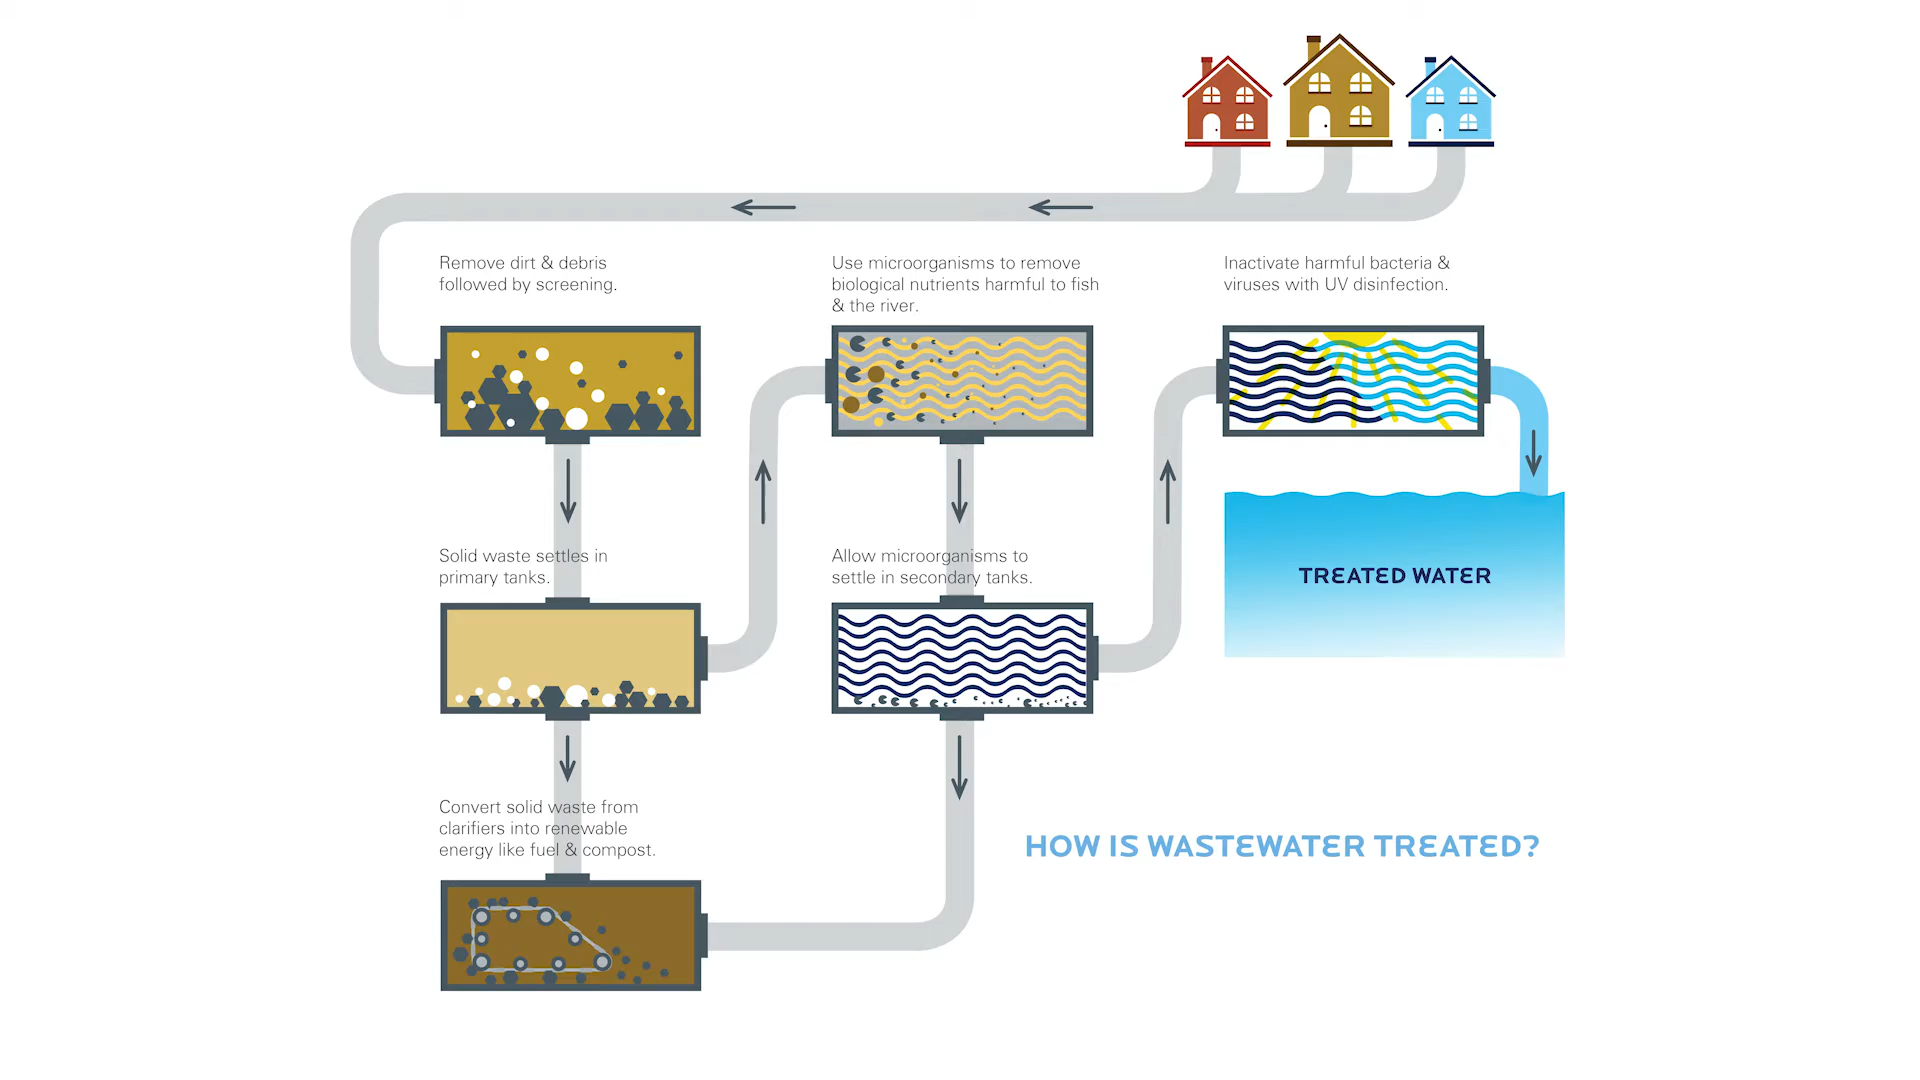 Remove dirt & debris
followed by screening.
Use microorganisms to remove
biological nutrients harmful to fish
& the river.
Inactivate harmful bacteria &
viruses with UV disinfection.
Solid waste settles in
primary tanks.
Allow microorganisms to
settle in secondary tanks.
TREATED WATER
Convert solid waste from
clarifiers into renewable
energy like fuel & compost.
HOW IS WASTEWATER TREATED?